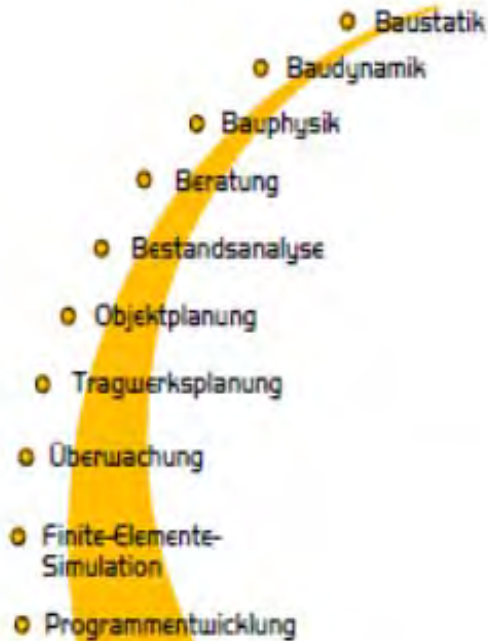 Baustatik
Baudynamik
Bauphysik
Beratung
Bestandsanalyse
Objektplanung
Tragwerksplanung
Überwachung
Finite-Elemente-
Simulation
Programmentwicklung